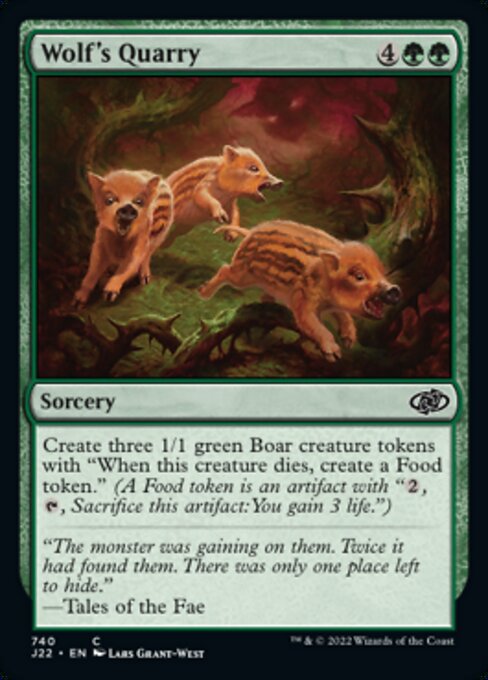 Wolf's Quarry 4
Sorcery
Create three 1/1 green Boar creature tokens
with “When this creature dies, create a Food
token.” (A Food token is an artifact with “2,
, Sacrifice this artifact: You gain 3 life.”)
“The monster was gaining on them. Twice it
had found them. There was only one place left
to hide.”
—Tales of the Fae
740 C
J22 • EN Lars Grant-West
™ & © 2022 Wizards of the Coast